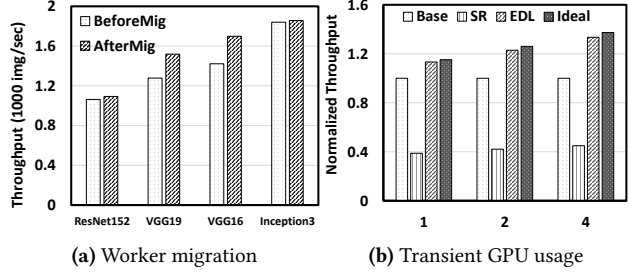 Throughput (1000 img/sec)
2
1.6
1.2
0.8
0.4
0
BeforeMig
AfterMig
ResNet152 VGG19 VGG16 Inception3
(a) Worker migration
Normalized Throughput
Base SR EDL Ideal
1.6
1.2
0.8
0.4
0.0
1 2 4
(b) Transient GPU usage